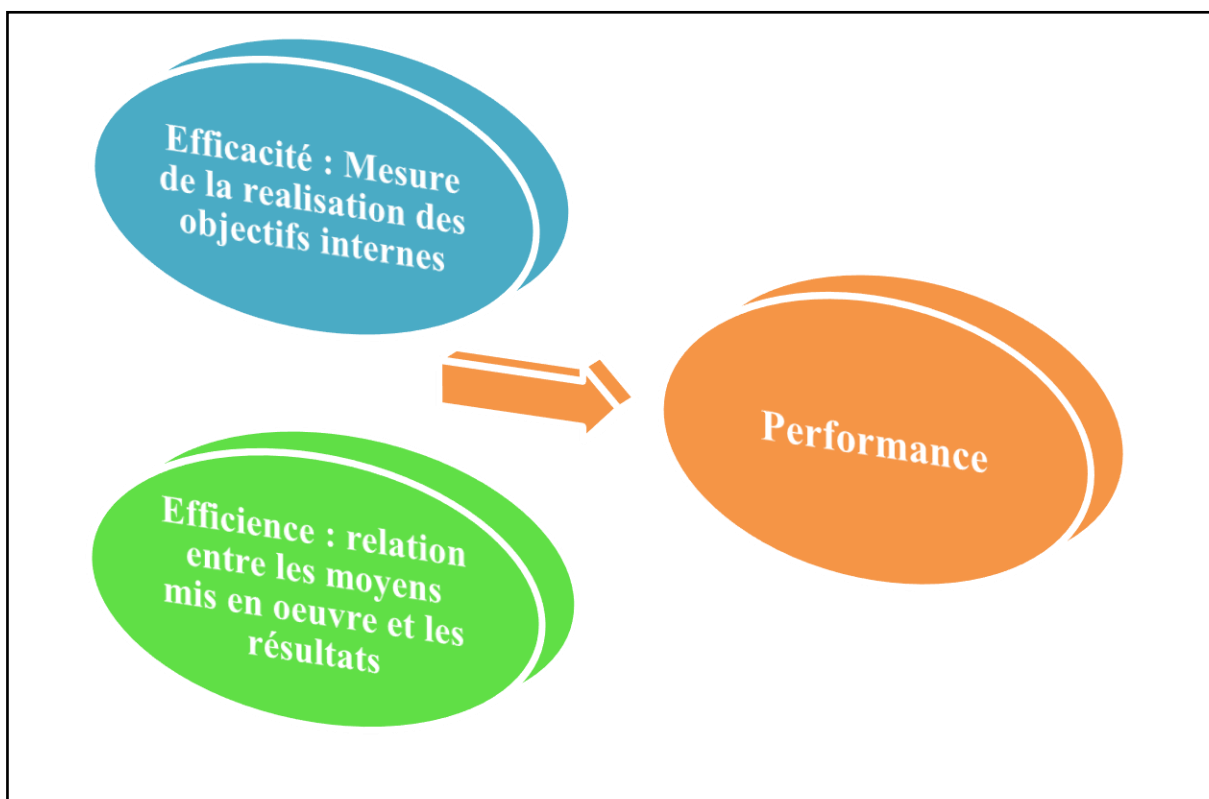 Efficacité : Mesure
de la realisation des
objectifs internes
Performance
Efficience : relation
entre les moyens
mis en oeuvre et les
résultats